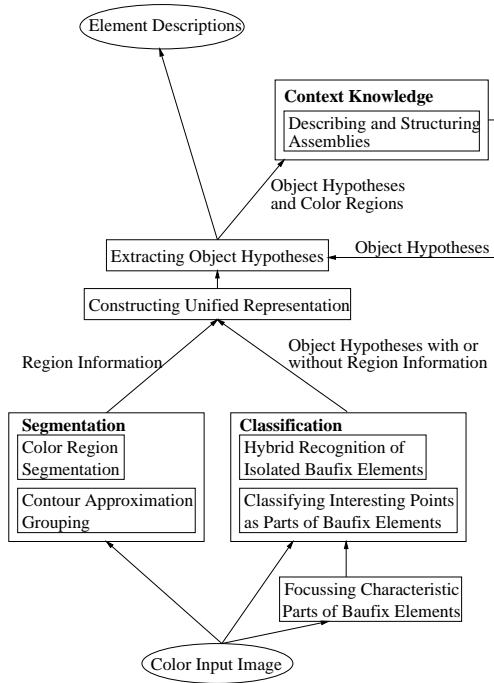 Element Descriptions
Context Knowledge
Describing and Structuring
Assemblies
Object Hypotheses
and Color Regions
Extracting Object Hypotheses
Object Hypotheses
Constructing Unified Representation
Region Information
Object Hypotheses with or
without Region Information
Segmentation
Color Region
Segmentation
Contour Approximation
Grouping
Classification
Hybrid Recognition of
Isolated Baufix Elements
Classifying Interesting Points
as Parts of Baufix Elements
Focussing Characteristic
Parts of Baufix Elements
Color Input Image